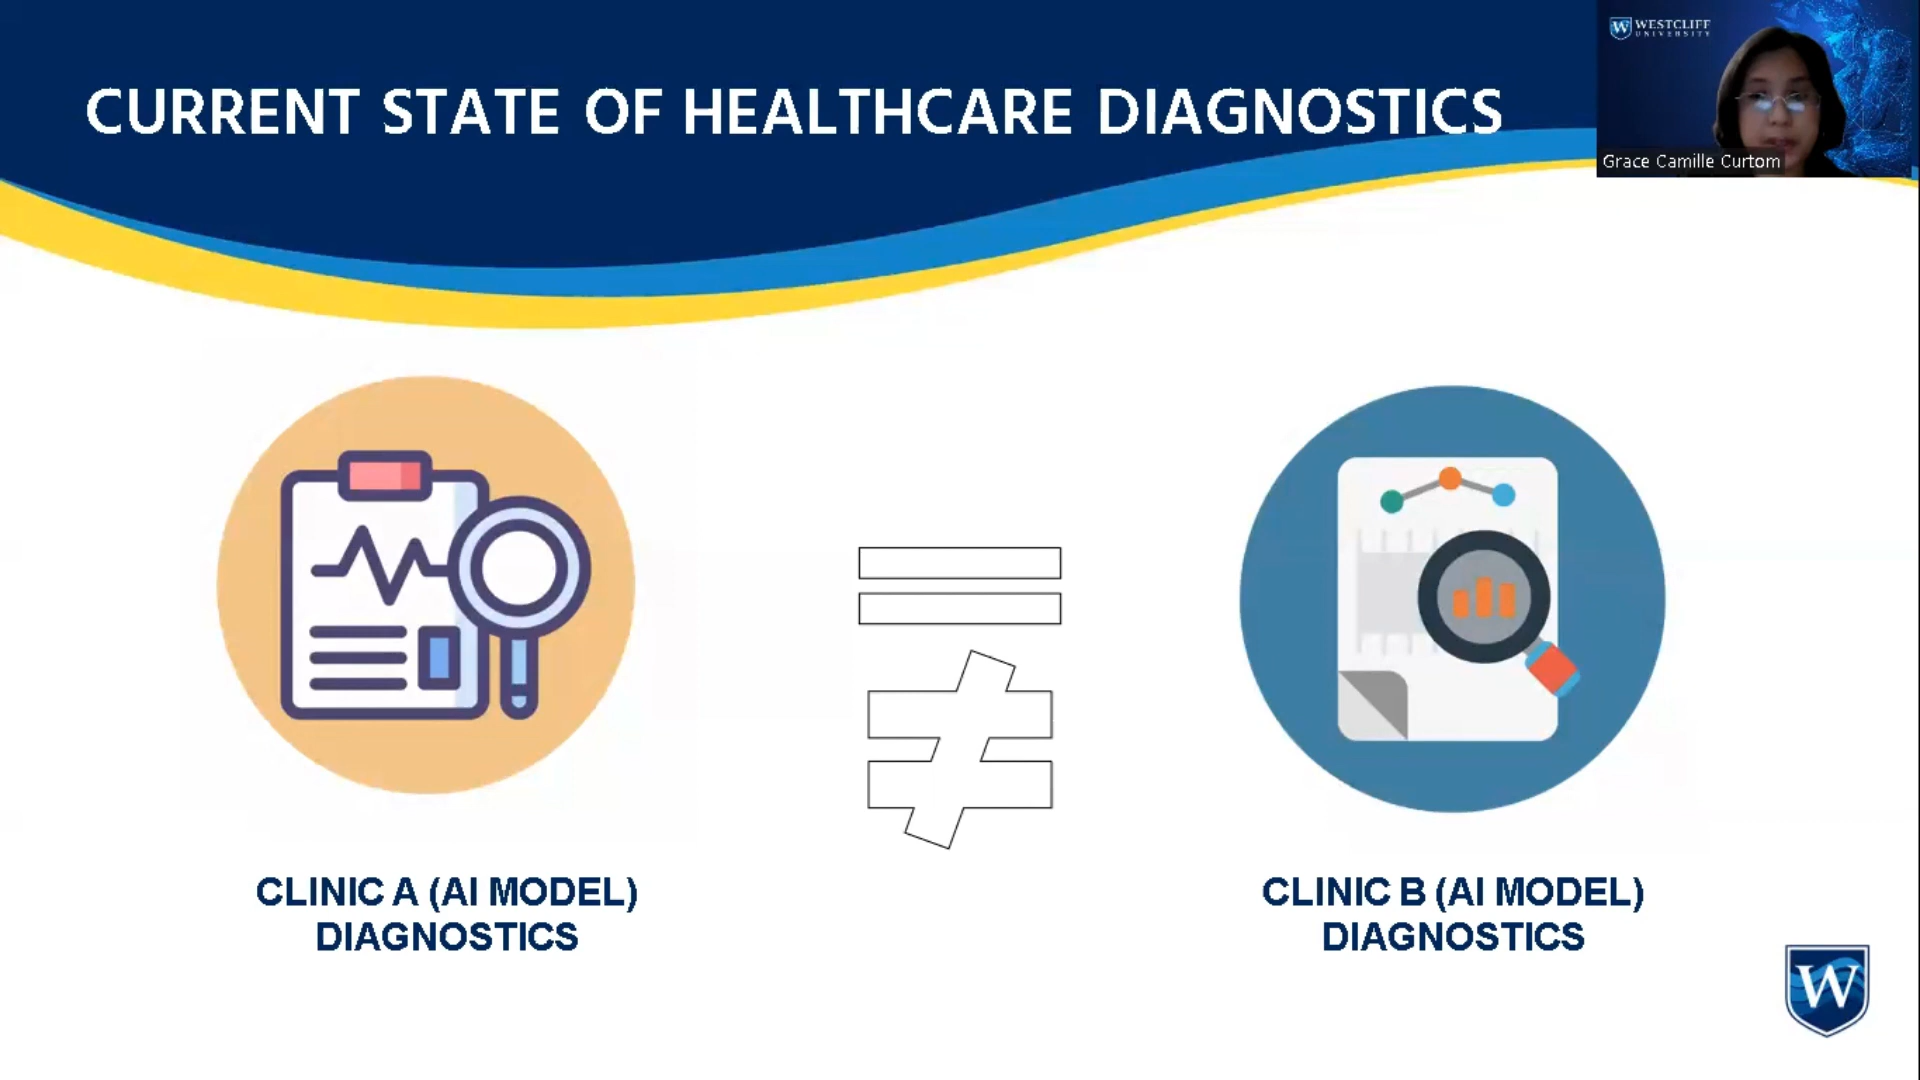 CURRENT STATE OF HEALTHCARE DIAGNOSTICS
W WESTCLIFF
UNIVERSITY
Grace Camille Curtom
CLINIC A (AI MODEL)
DIAGNOSTICS
CLINIC B (AI MODEL)
DIAGNOSTICS
W